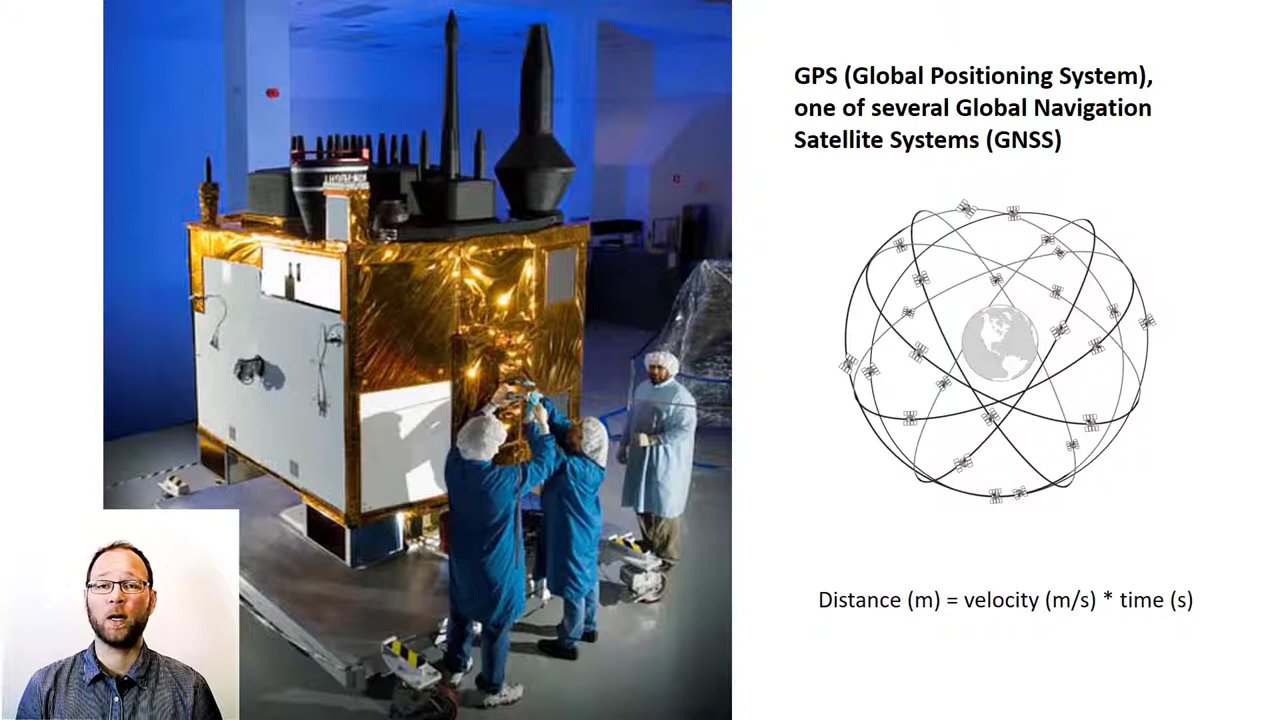 GPS (Global Positioning System),
one of several Global Navigation
Satellite Systems (GNSS)
Distance (m) = velocity (m/s) * time (s)